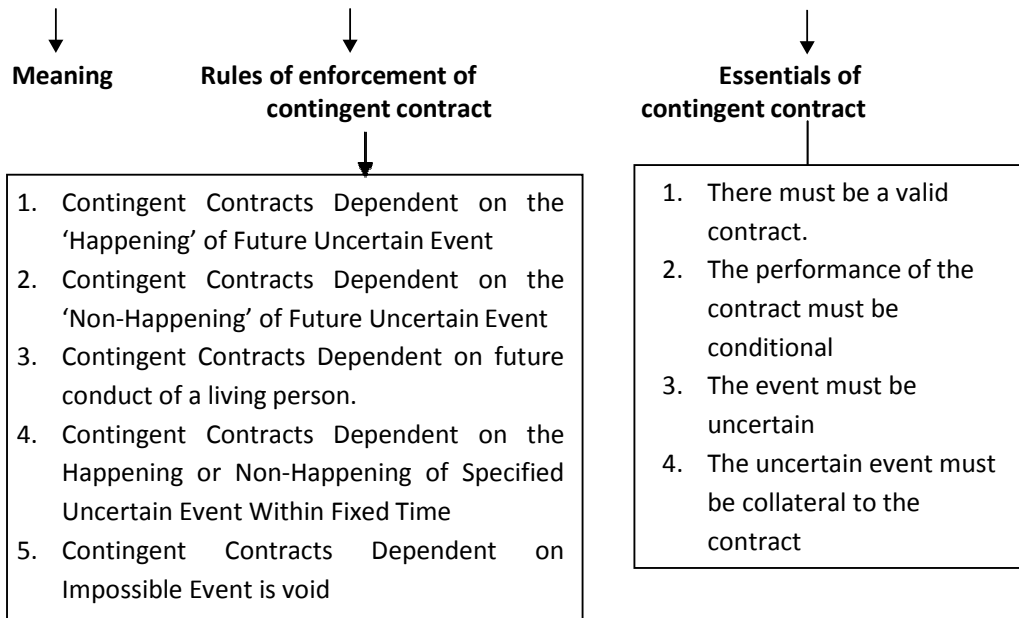 Meaning
Rules of enforcement of
contingent contract
Essentials of
contingent contract
1. Contingent Contracts Dependent on the
‘Happening’ of Future Uncertain Event
2. Contingent Contracts Dependent on the
‘Non-Happening’ of Future Uncertain Event
3. Contingent Contracts Dependent on future
conduct of a living person.
4. Contingent Contracts Dependent on the
Happening or Non-Happening of Specified
Uncertain Event Within Fixed Time
5. Contingent Contracts Dependent on
Impossible Event is void
1. There must be a valid
contract.
2. The performance of the
contract must be
conditional
3. The event must be
uncertain
4. The uncertain event must
be collateral to the
contract